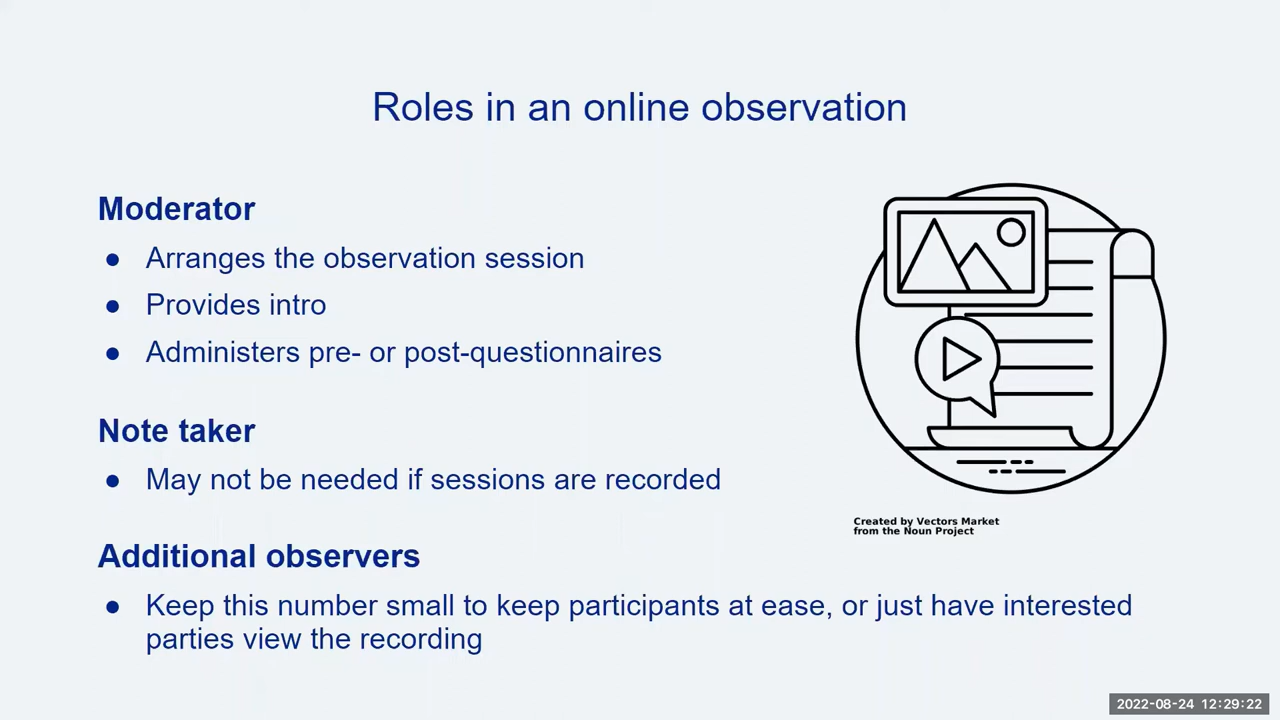 Roles in an online observation
Moderator
● Arranges the observation session
● Provides intro
● Administers pre- or post-questionnaires
Note taker
● May not be needed if sessions are recorded
Additional observers
● Keep this number small to keep participants at ease, or just have interested
parties view the recording
Created by Vectors Market
from the Noun Project
2022-08-24 12:29:22